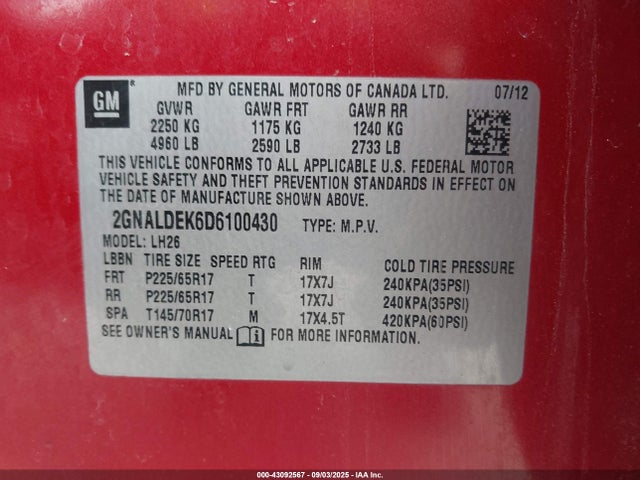 MFD BY GENERAL MOTORS OF CANADA LTD. 07/12
GM
GVWR GAWR FRT GAWR RR
2250 KG 1175 KG 1240 KG
4960 LB 2590 LB 2733 LB
THIS VEHICLE CONFORMS TO ALL APPLICABLE U.S. FEDERAL MOTOR
VEHICLE SAFETY AND THEFT PREVENTION STANDARDS IN EFFECT ON
THE DATE OF MANUFACTURE SHOWN ABOVE.
2GNALDEK6D6100430 TYPE: M.P.V.
MODEL: LH26
LBBN TIRE SIZE SPEED RTG RIM COLD TIRE PRESSURE
FRT P225/65R17 T 17X7J 240KPA(35PSI)
RR P225/65R17 T 17X7J 240KPA(35PSI)
SPA T145/70R17 M 17X4.5T 420KPA(60PSI)
SEE OWNER'S MANUAL i FOR MORE INFORMATION.
000-43092567 - 09/03/2025 - IAA Inc.